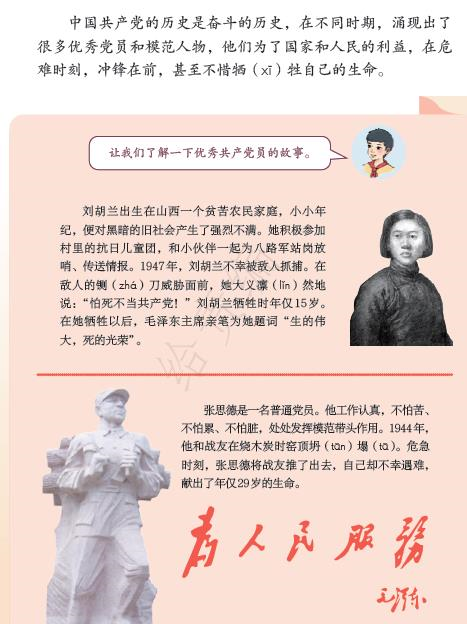 中国共产党的历史是奋斗的历史，在不同时期，涌现出了
很多优秀党员和模范人物，他们为了国家和人民的利益，在危
难时刻，冲锋在前，甚至不惜牺（xī）牲自己的生命。
让我们了解一下优秀共产党员的故事。
刘胡兰出生在山西一个贫苦农民家庭，小小年
纪，便对黑暗的旧社会产生了强烈不满。她积极参加
村里的抗日儿童团，和小伙伴一起为八路军站岗放
哨、传送情报。1947年，刘胡兰不幸被敌人抓捕。在
敌人的铡（zhá）刀威胁面前，她大义凛（lǐn）然地
说：“怕死不当共产党！”刘胡兰牺牲时年仅15岁。
在她牺牲以后，毛泽东主席亲笔为她题词“生的伟
大，死的光荣”。
张思德是一名普通党员。他工作认真，不怕苦、
不怕累、不怕脏，处处发挥模范带头作用。1944年，
他和战友在烧木炭时窑顶坍（tān）塌（tā）。危急
时刻，张思德将战友推了出去，自己却不幸遇难，
献出了年仅29岁的生命。
为人民服务
毛泽东